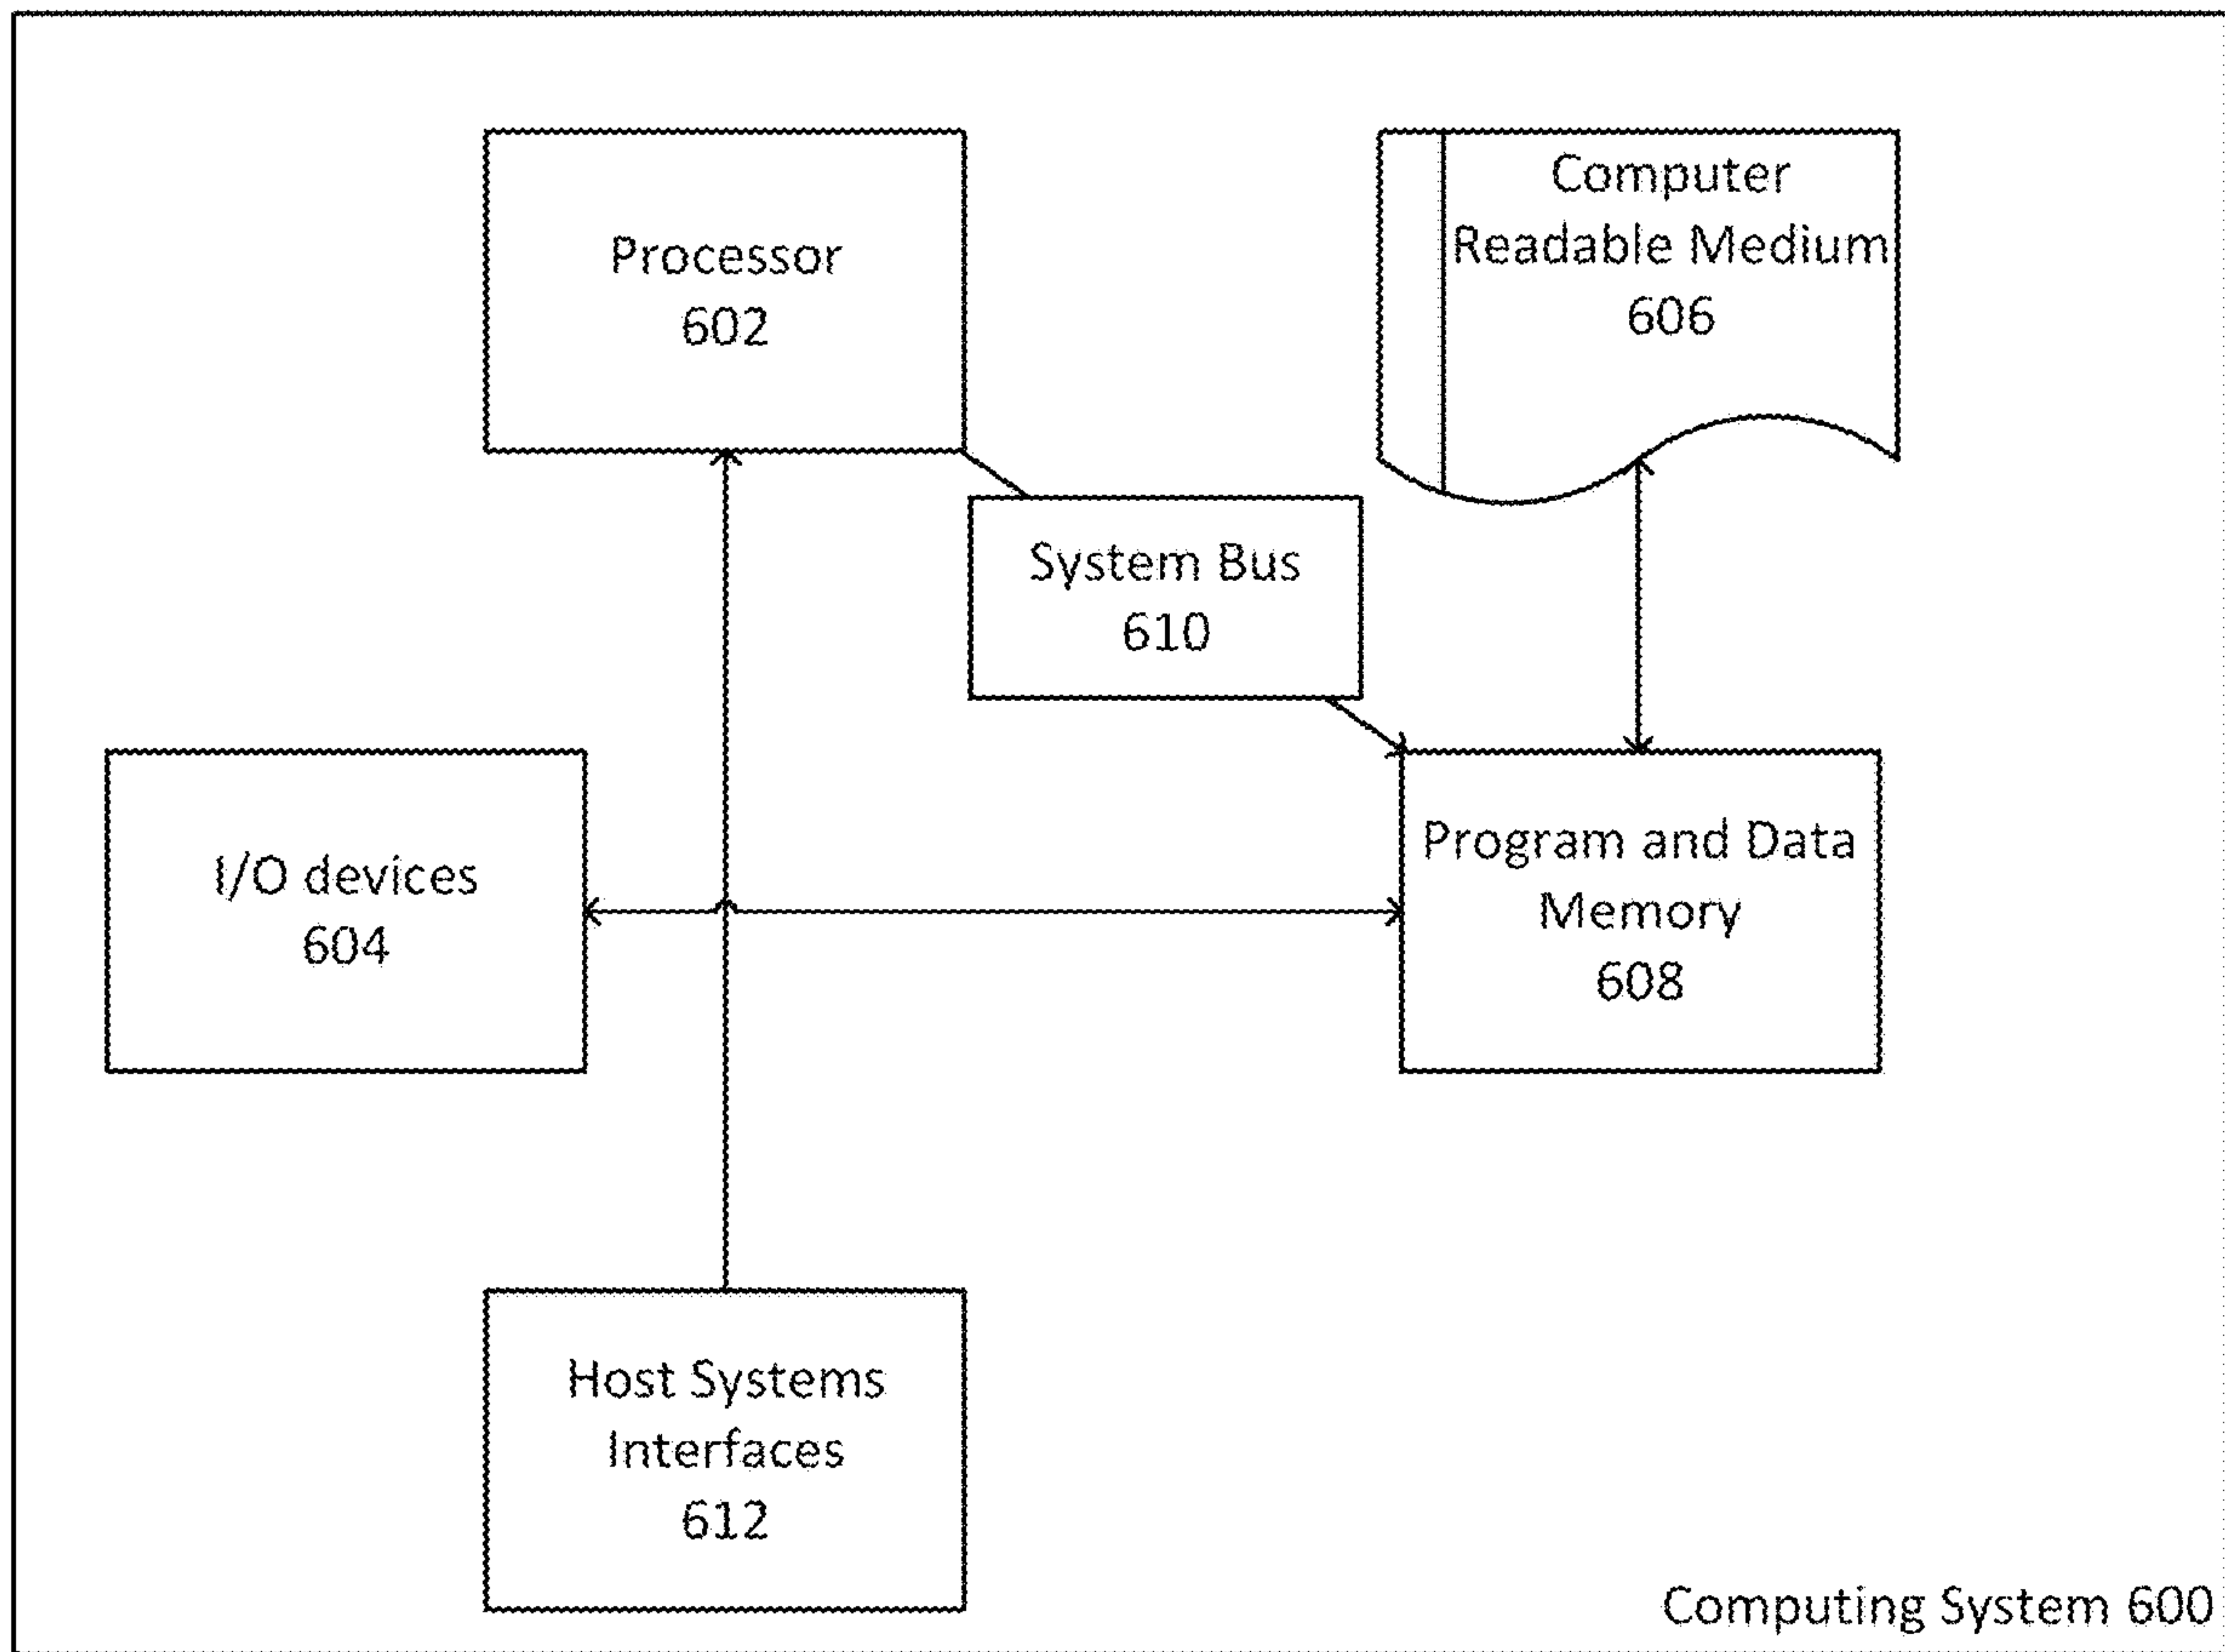 Processor
602
Computer
Readable Medium
606
System Bus
610
I/O devices
604
Program and Data
Memory
608
Host Systems
Interfaces
612
Computing System 600